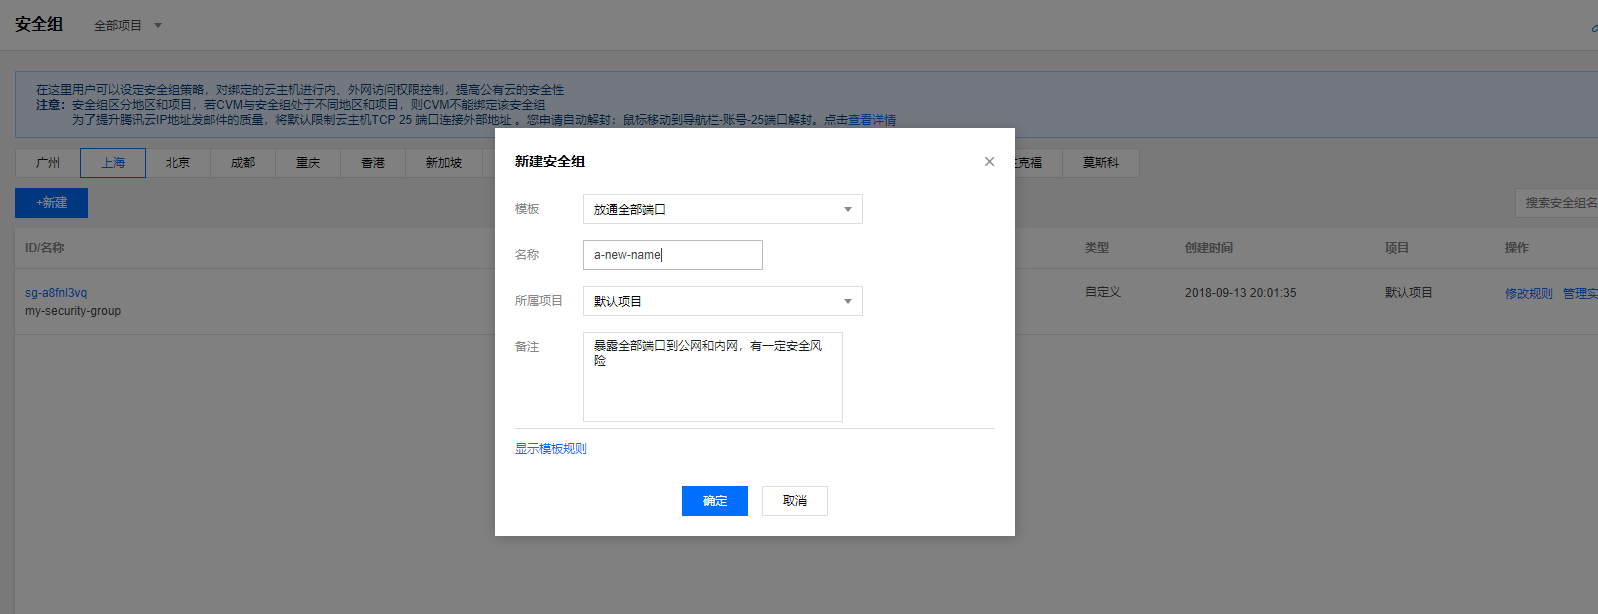 安全组 全部项目
在这里用户可以设定安全组策略，对绑定的云主机进行内、外网访问权限控制，提高公有云的安全性
注意：安全组区分地区和项目，若CVM与安全组处于不同地区和项目，则CVM不能绑定该安全组
为了提升腾讯云IP地址发邮件的质量，将默认限制云主机TCP 25 端口连接外部地址 。您申请自动解封：鼠标移动到导航栏-账号-25端口解封。点击查看详情
广州 上海 北京 成都 重庆 香港 新加坡 克福 莫斯科
+新建 搜索安全组名
ID/名称 类型 创建时间 项目 操作
sg-a8fnl3vq 自定义 2018-09-13 20:01:35 默认项目 修改规则 管理实
my-security-group
新建安全组
模板 放通全部端口
名称 a-new-name
所属项目 默认项目
备注 暴露全部端口到公网和内网，有一定安全风
险
显示模板规则
确定 取消